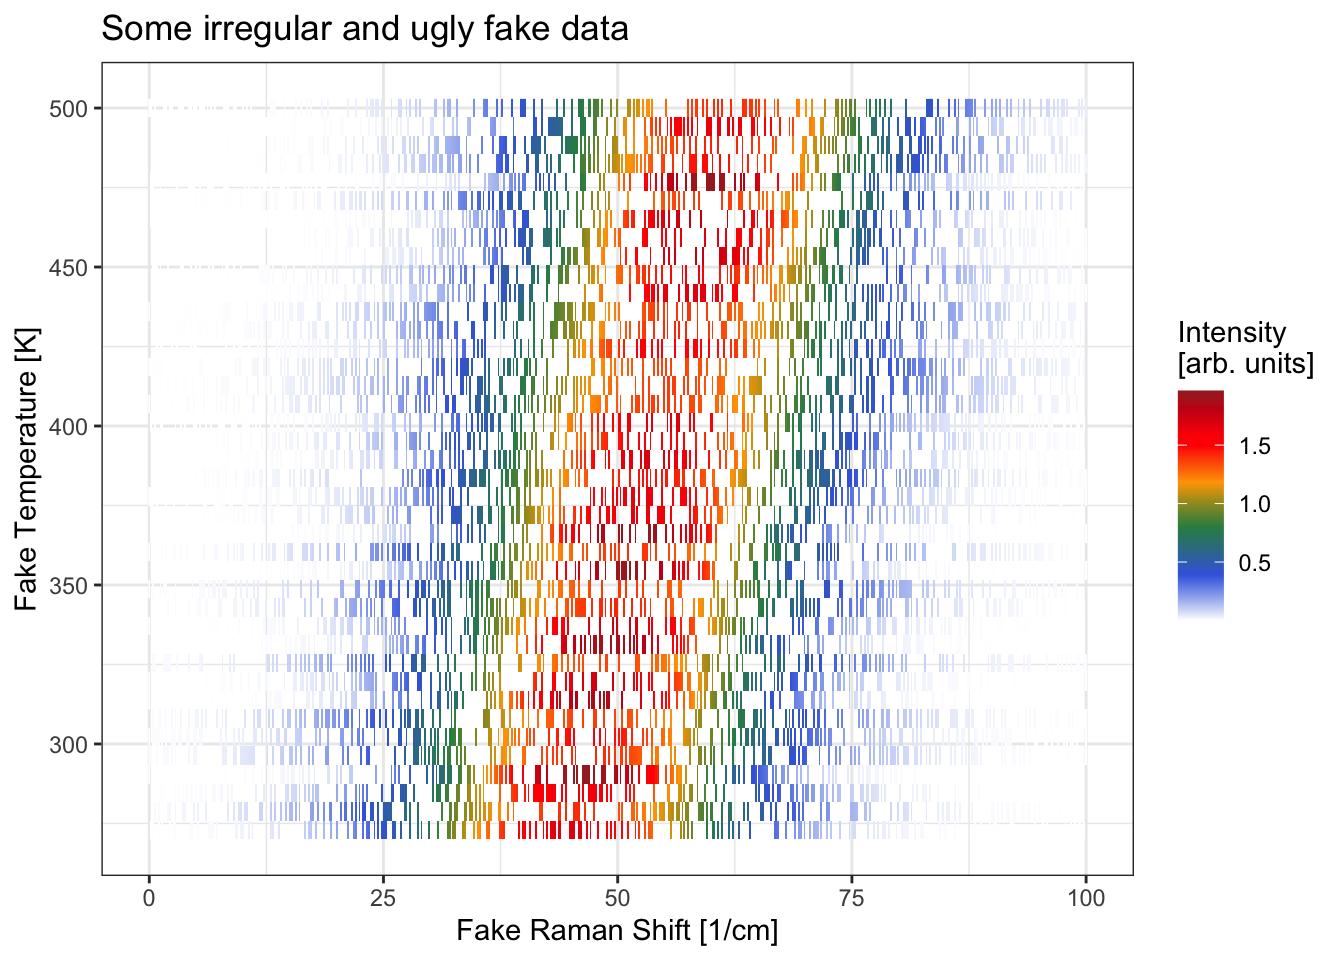 Some irregular and ugly fake data
Fake Temperature [K]
500
450
400
350
300
0
25
50
75
100
Fake Raman Shift [1/cm]
Intensity
[arb. units]
1.5
1.0
0.5